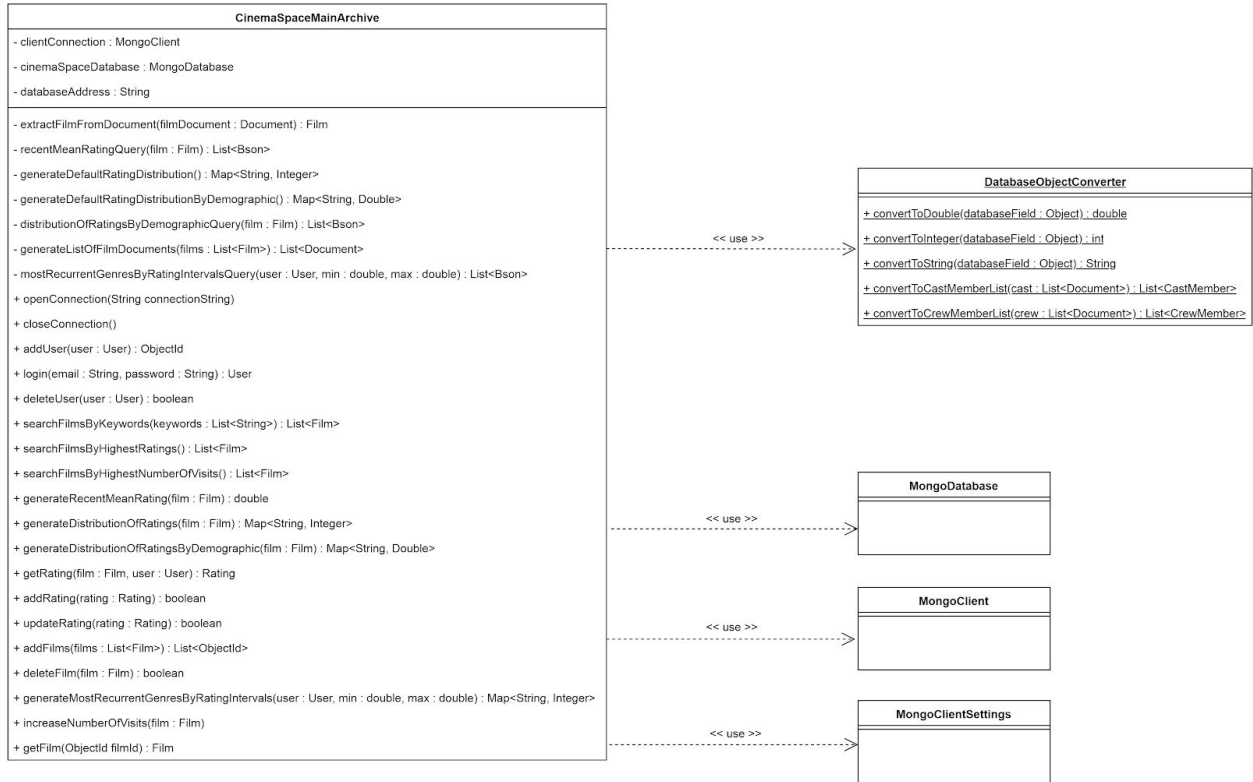 CinemaSpaceMainArchive
- clientConnection : MongoClient
- cinemaSpaceDatabase : MongoDatabase
- databaseAddress : String
- extractFilmFromDocument(filmDocument : Document) : Film
- recentMeanRatingQuery(film : Film) : List<Bson>
- generateDefaultRatingDistribution() : Map<String, Integer>
- generateDefaultRatingDistributionByDemographic() : Map<String, Double>
- distributionOfRatingsByDemographicQuery(film : Film) : List<Bson>
- generateListOfFilmDocuments(films : List<Film>) : List<Document>
- mostRecurrentGenresByRatingIntervalsQuery(user : User, min : double, max : double) : List<Bson>
+ openConnection(String connectionString)
+ closeConnection()
+ addUser(user : User) : ObjectId
+ login(email : String, password : String) : User
+ deleteUser(user : User) : boolean
+ searchFilmsByKeywords(keywords : List<String>) : List<Film>
+ searchFilmsByHighestRatings() : List<Film>
+ searchFilmsByHighestNumberOfVisits() : List<Film>
+ generateRecentMeanRating(film : Film) : double
+ generateDistributionOfRatings(film : Film) : Map<String, Integer>
+ generateDistributionOfRatingsByDemographic(film : Film) : Map<String, Double>
+ getRating(film : Film, user : User) : Rating
+ addRating(rating : Rating) : boolean
+ updateRating(rating : Rating) : boolean
+ addFilms(films : List<Film>) : List<ObjectId>
+ deleteFilm(film : Film) : boolean
+ generateMostRecurrentGenresByRatingIntervals(user : User, min : double, max : double) : Map<String, Integer>
+ increaseNumberOfVisits(film : Film)
+ getFilm(ObjectId filmId) : Film
<< use >>
DatabaseObjectConverter
+ convertToDouble(databaseField : Object) : double
+ convertToInteger(databaseField : Object) : int
+ convertToString(databaseField : Object) : String
+ convertToCastMemberList(cast : List<Document>) : List<CastMember>
+ convertToCrewMemberList(crew : List<Document>) : List<CrewMember>
<< use >>
MongoDatabase
<< use >>
MongoClient
<< use >>
MongoClientSettings